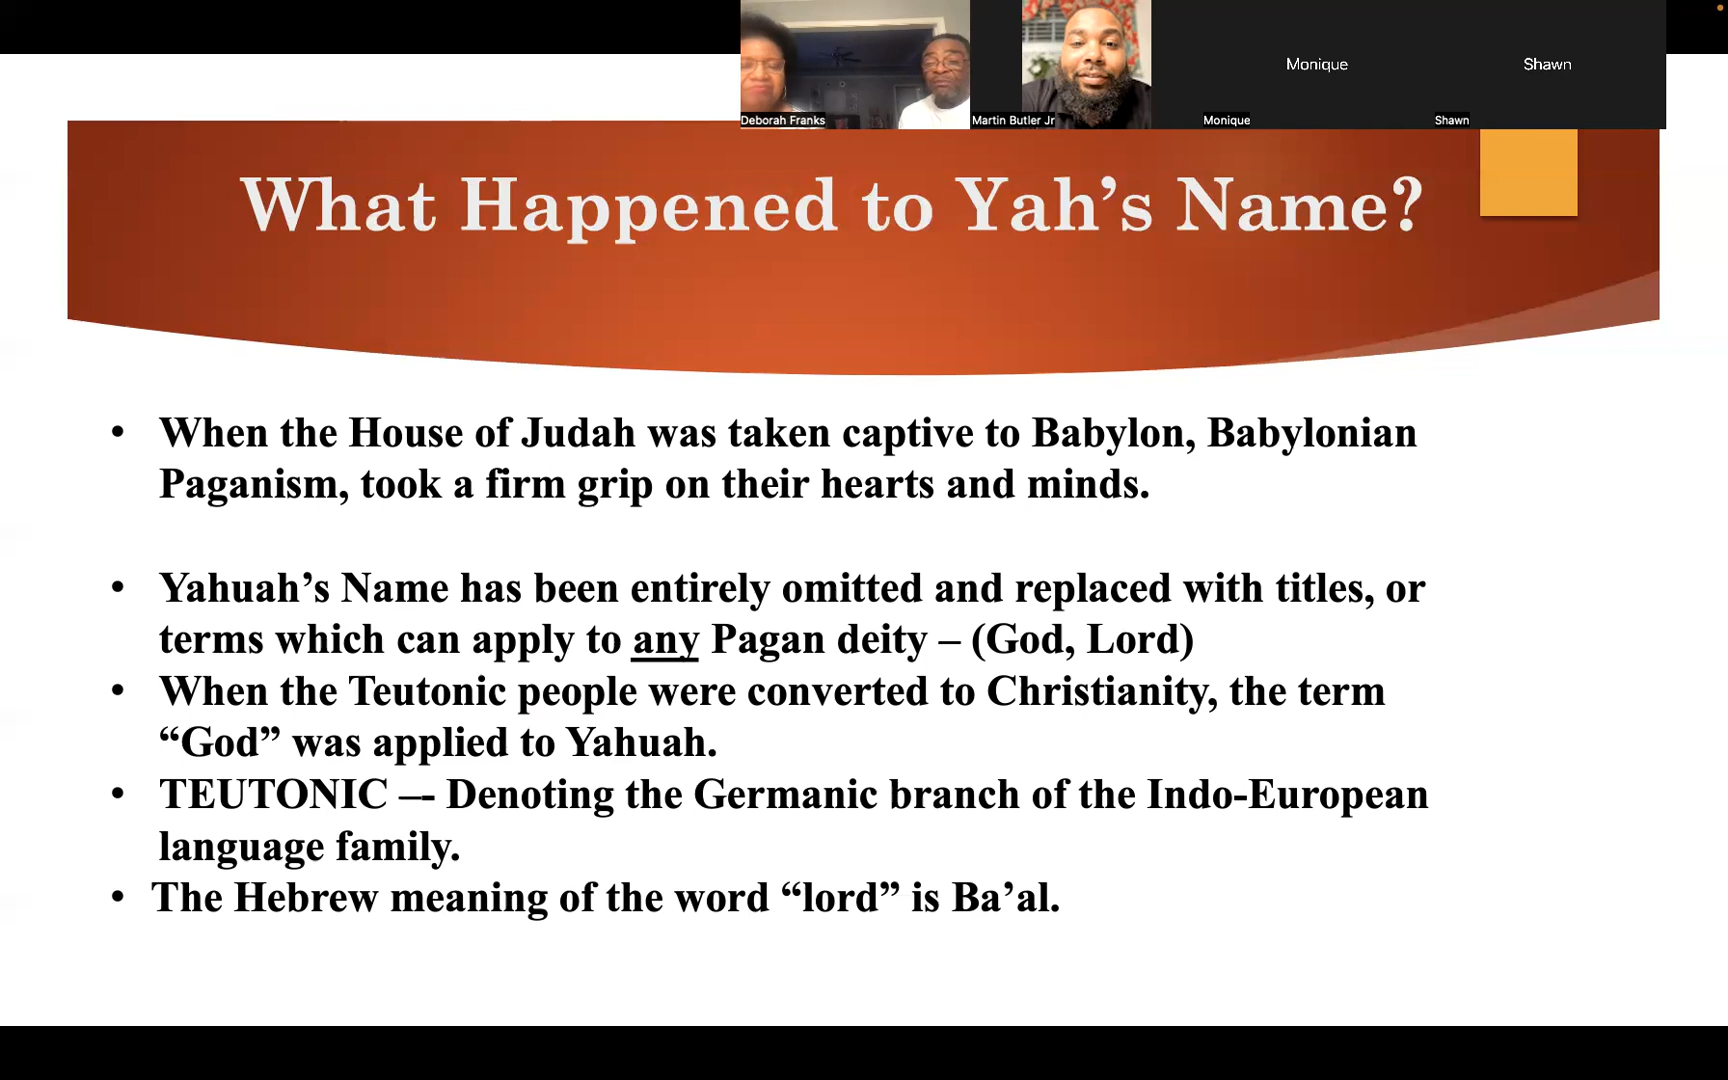 Monique
Shawn
Deborah Franks
Martin Butler Jr
Monique
Shawn
What Happened to Yah’s Name?
• When the House of Judah was taken captive to Babylon, Babylonian
Paganism, took a firm grip on their hearts and minds.
• Yahuah’s Name has been entirely omitted and replaced with titles, or
terms which can apply to any Pagan deity – (God, Lord)
• When the Teutonic people were converted to Christianity, the term
“God” was applied to Yahuah.
• TEUTONIC –- Denoting the Germanic branch of the Indo-European
language family.
• The Hebrew meaning of the word “lord” is Ba’al.